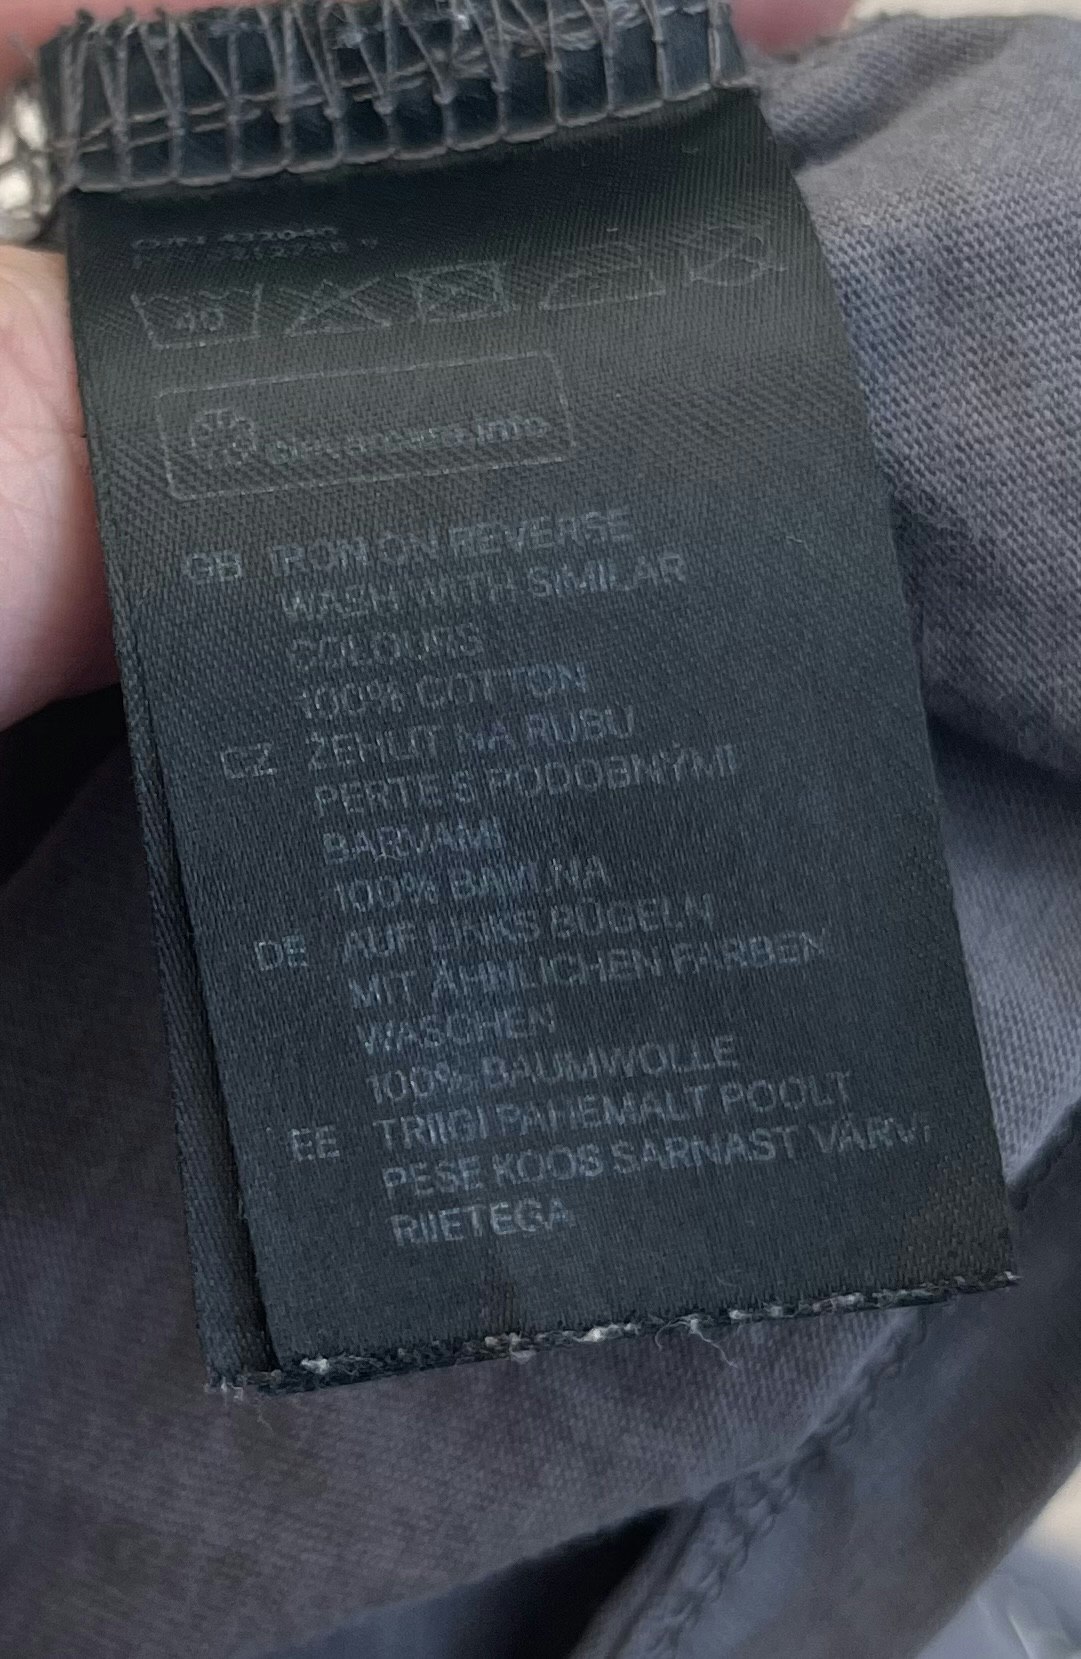 40
GB IRON ON REVERSE
WASH WITH SIMILAR
COLOURS
100% COTTON
CZ ŽEHLIT NA RUBU
PERTE S PODOBNÝMI
BARVAMI
100% BAVLNA
DE AUF LINKS BÜGELN
MIT ÄHNLICHEN FARBEN
WASCHEN
100% BAUMWOLLE
EE TRIIGI PAHEMALT POOLT
PESE KOOS SARNAST VÄRVI
RIIETEGA